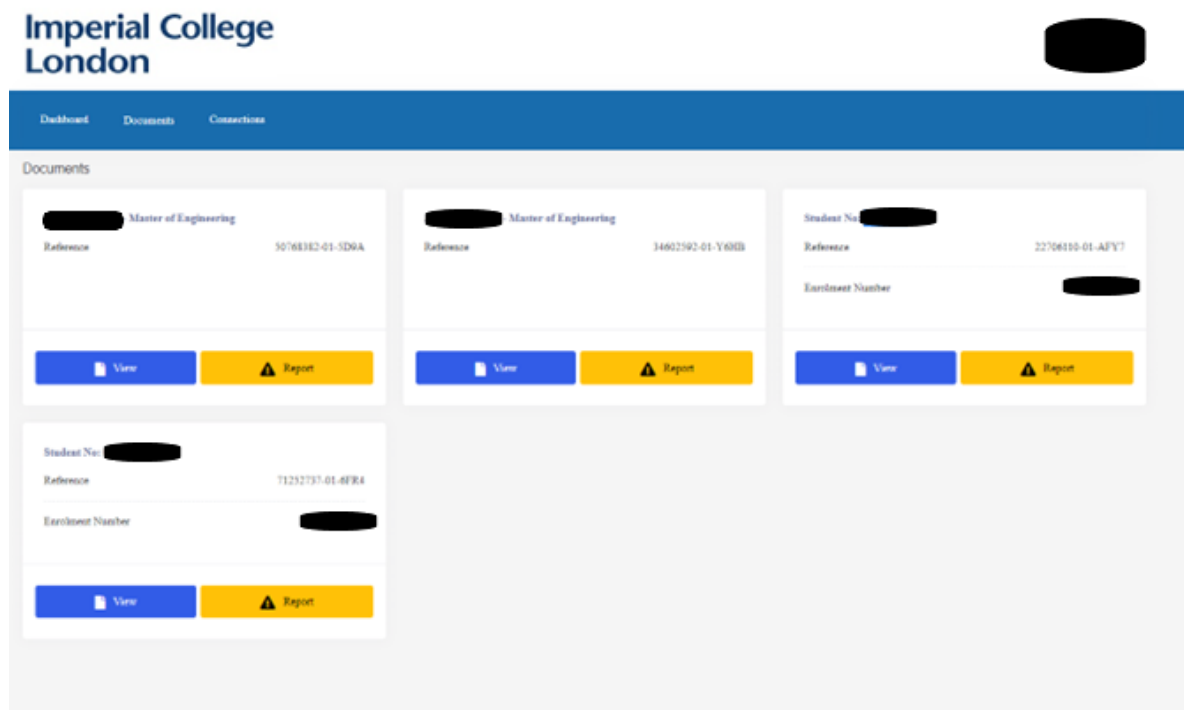 Imperial College
London
Dashboard Documents Connections
Documents
Master of Engineering
Reference 50768382-01-5D9A
View Report
- Master of Engineering
Reference 34602592-01-Y6HB
View Report
Student No:
Reference 22706110-01-AFY7
Enrolment Number
View Report
Student No:
Reference 71252737-01-6FR4
Enrolment Number
View Report